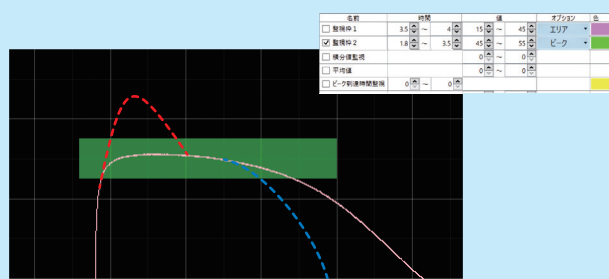 名前 時間 値 オプション 色
監視枠1 3.5 ～ 4 15 ～ 45 エリア
監視枠2 1.8 ～ 3.5 45 ～ 55 ピーク
積分値監視 0 ～ 0
平均値 0 ～ 0
ピーク到達時間監視 0 ～ 0